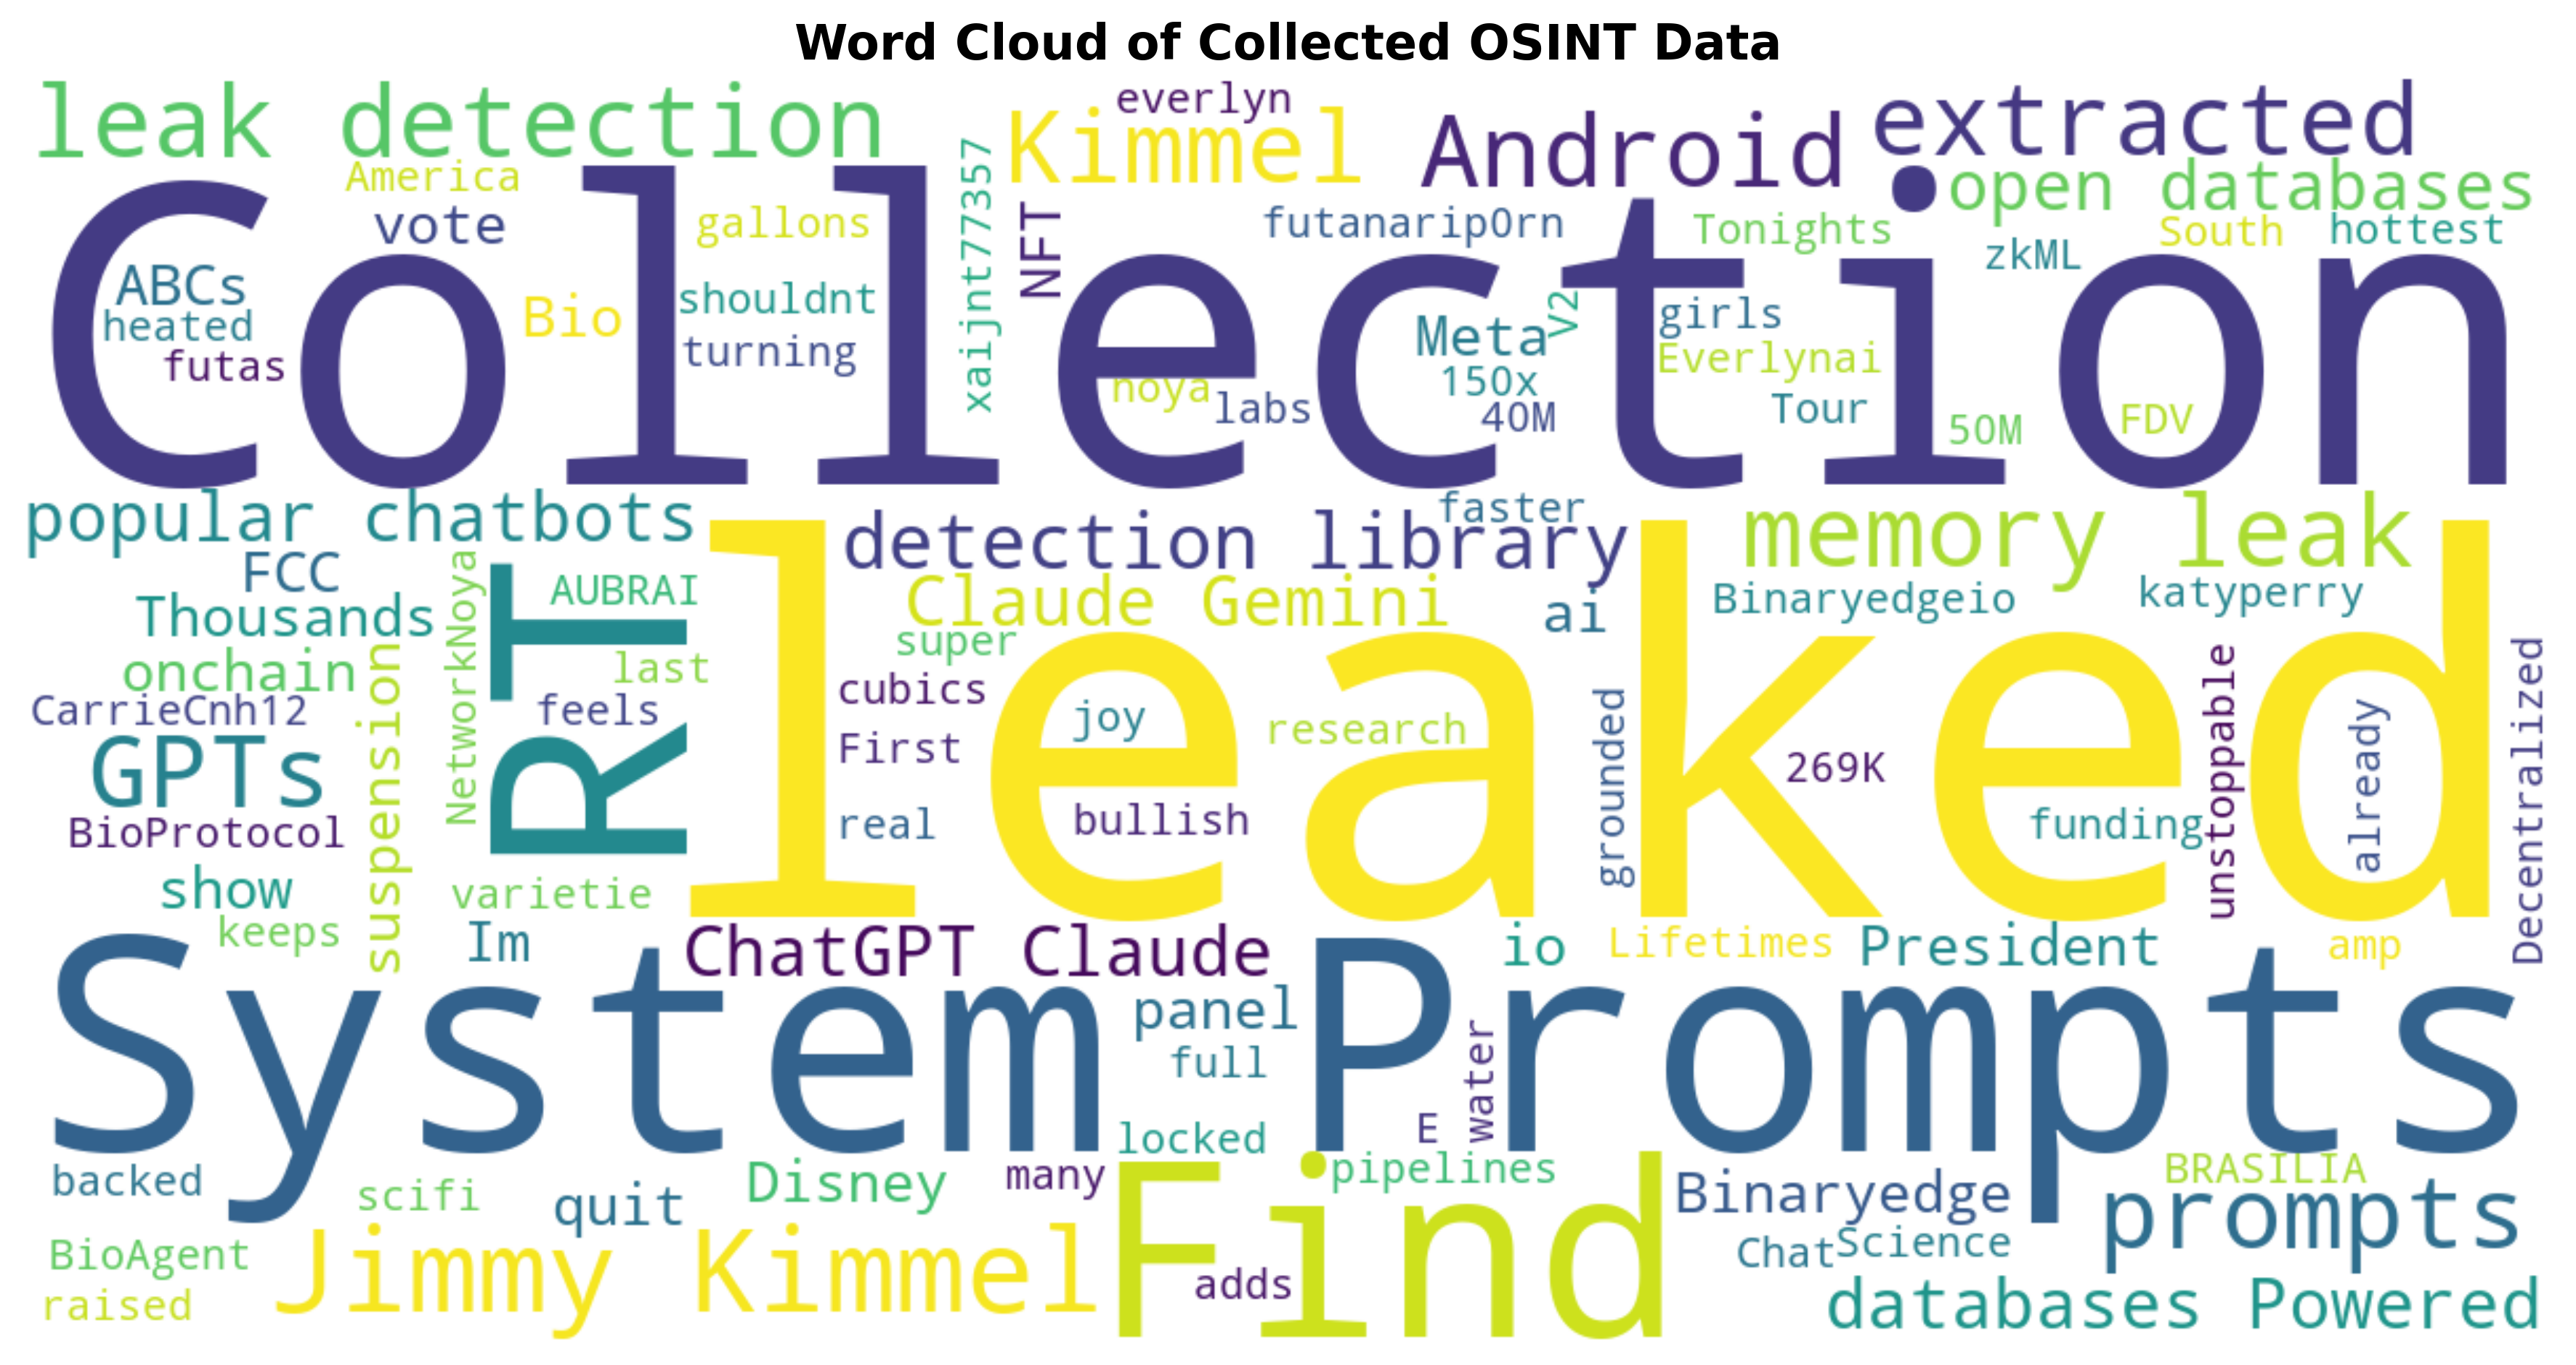 Word Cloud of Collected OSINT Data
leak detection
everlyn
Kimmel
Android
extracted
America
vote
gallons
xaijnt77357
NFT
futanarip0rn
Tonights
open databases
zkML
South
hottest
Collection
ABCs
heated
futas
Bio
shouldnt
turning
noya
labs
Meta
V2
150x
40M
girls
Everlynai
Tour
50M
FDV
popular chatbots
detection library
faster
memory leak
FCC
Thousands
onchain
CarrieCnh12
GPTs
BioProtocol
show
keeps
suspension
NetworkNoya
RT
AUBRAI
last
feels
varietie
Im
leaked
Claude Gemini
super
cubics
First
real
joy
bullish
research
ai
grounded
Binaryedgeio
katyperry
269K
funding
unstoppable
already
Decentralized
ChatGPT Claude
io
Lifetimes
President
amp
System Prompts
panel
full
locked
E
water
backed
scifi
quit
Disney
many
Find
pipelines
Binaryedge
BRASILIA
prompts
BioAgent
raised
Jimmy Kimmel
adds
Chat
Science
databases Powered